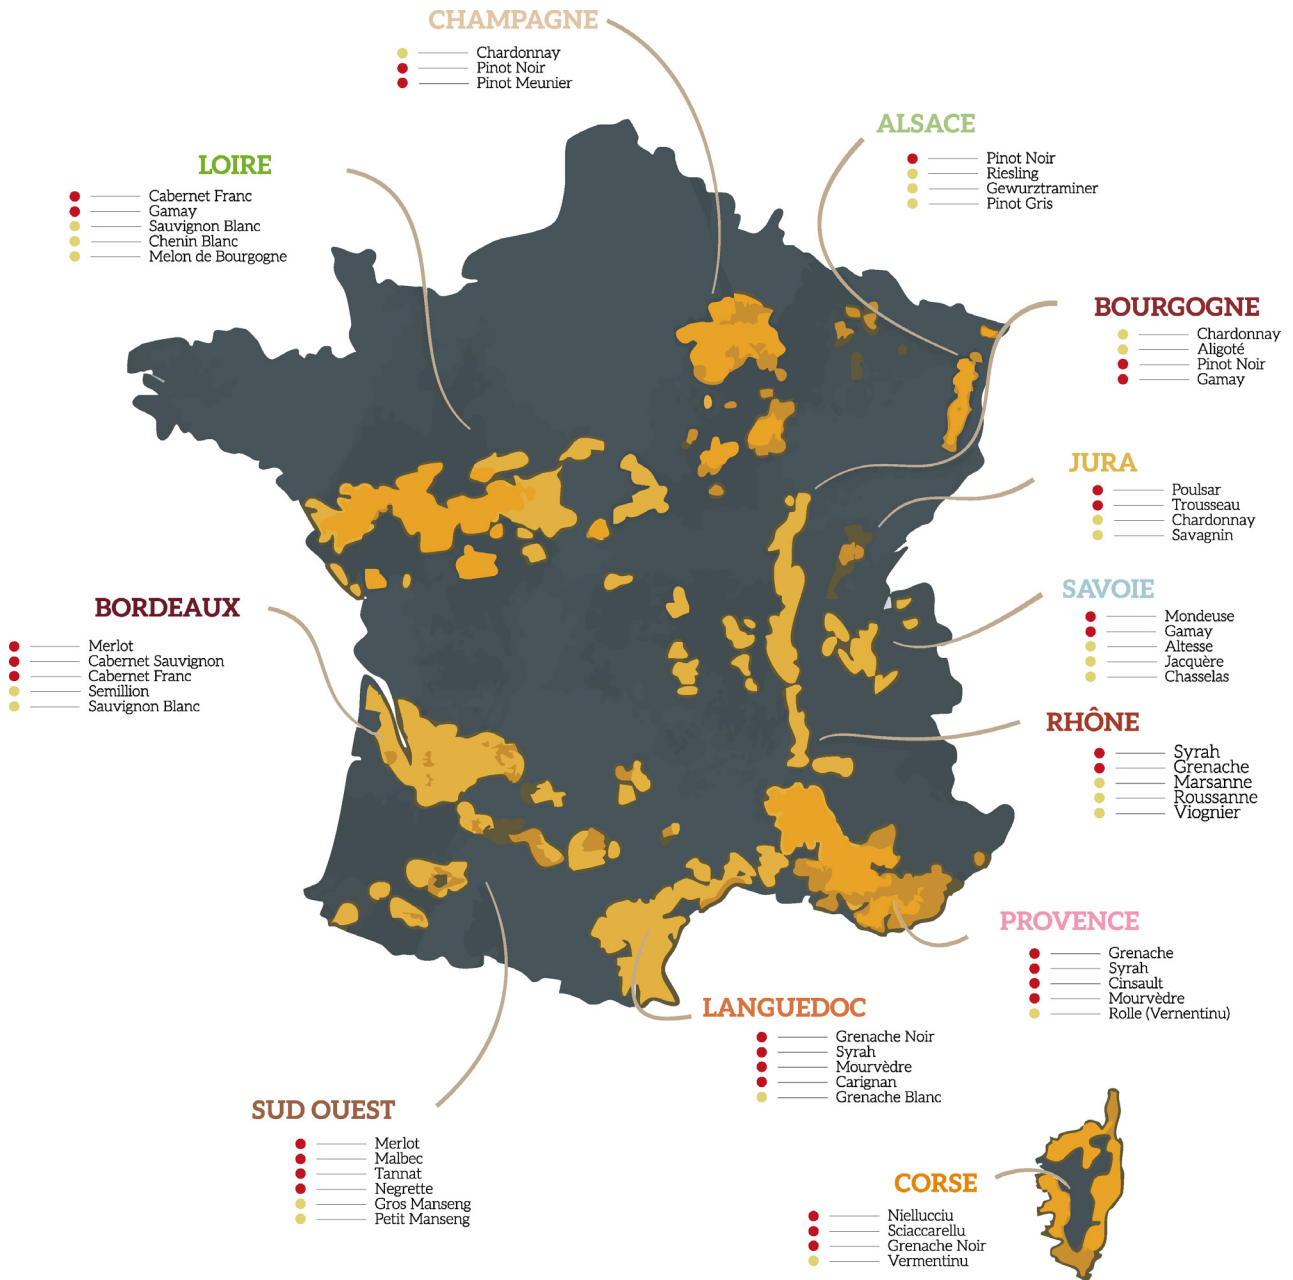 CHAMPAGNE
Chardonnay
Pinot Noir
Pinot Meunier
ALSACE
Pinot Noir
Riesling
Gewurztraminer
Pinot Gris
LOIRE
Cabernet Franc
Gamay
Sauvignon Blanc
Chenin Blanc
Melon de Bourgogne
BOURGOGNE
Chardonnay
Aligoté
Pinot Noir
Gamay
JURA
Poulsar
Trousseau
Chardonnay
Savagnin
SAVOIE
Mondeuse
Gamay
Altesse
Jacquère
Chasselas
BORDEAUX
Merlot
Cabernet Sauvignon
Cabernet Franc
Semillion
Sauvignon Blanc
RHÔNE
Syrah
Grenache
Marsanne
Roussanne
Viognier
PROVENCE
Grenache
Syrah
Cinsault
Mourvèdre
Rolle (Vernentinu)
LANGUEDOC
Grenache Noir
Syrah
Mourvèdre
Carignan
Grenache Blanc
SUD OUEST
Merlot
Malbec
Tannat
Negrette
Gros Manseng
Petit Manseng
CORSE
Niellucciu
Sciaccarellu
Grenache Noir
Vermentinu